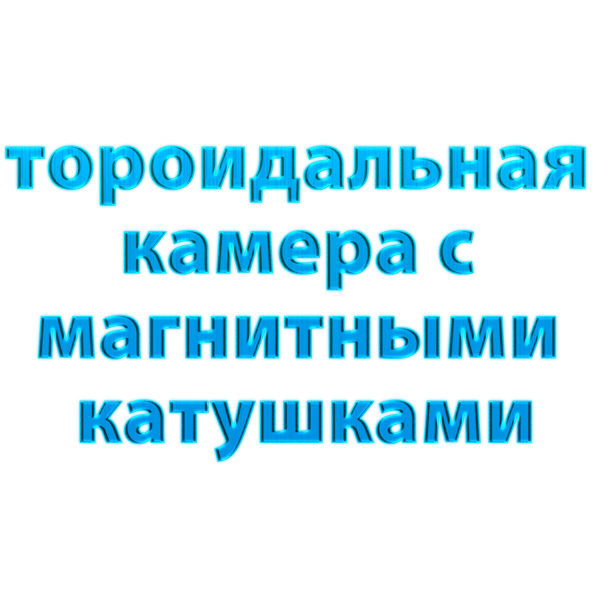 тороидальная
камера с
магнитными
катушками